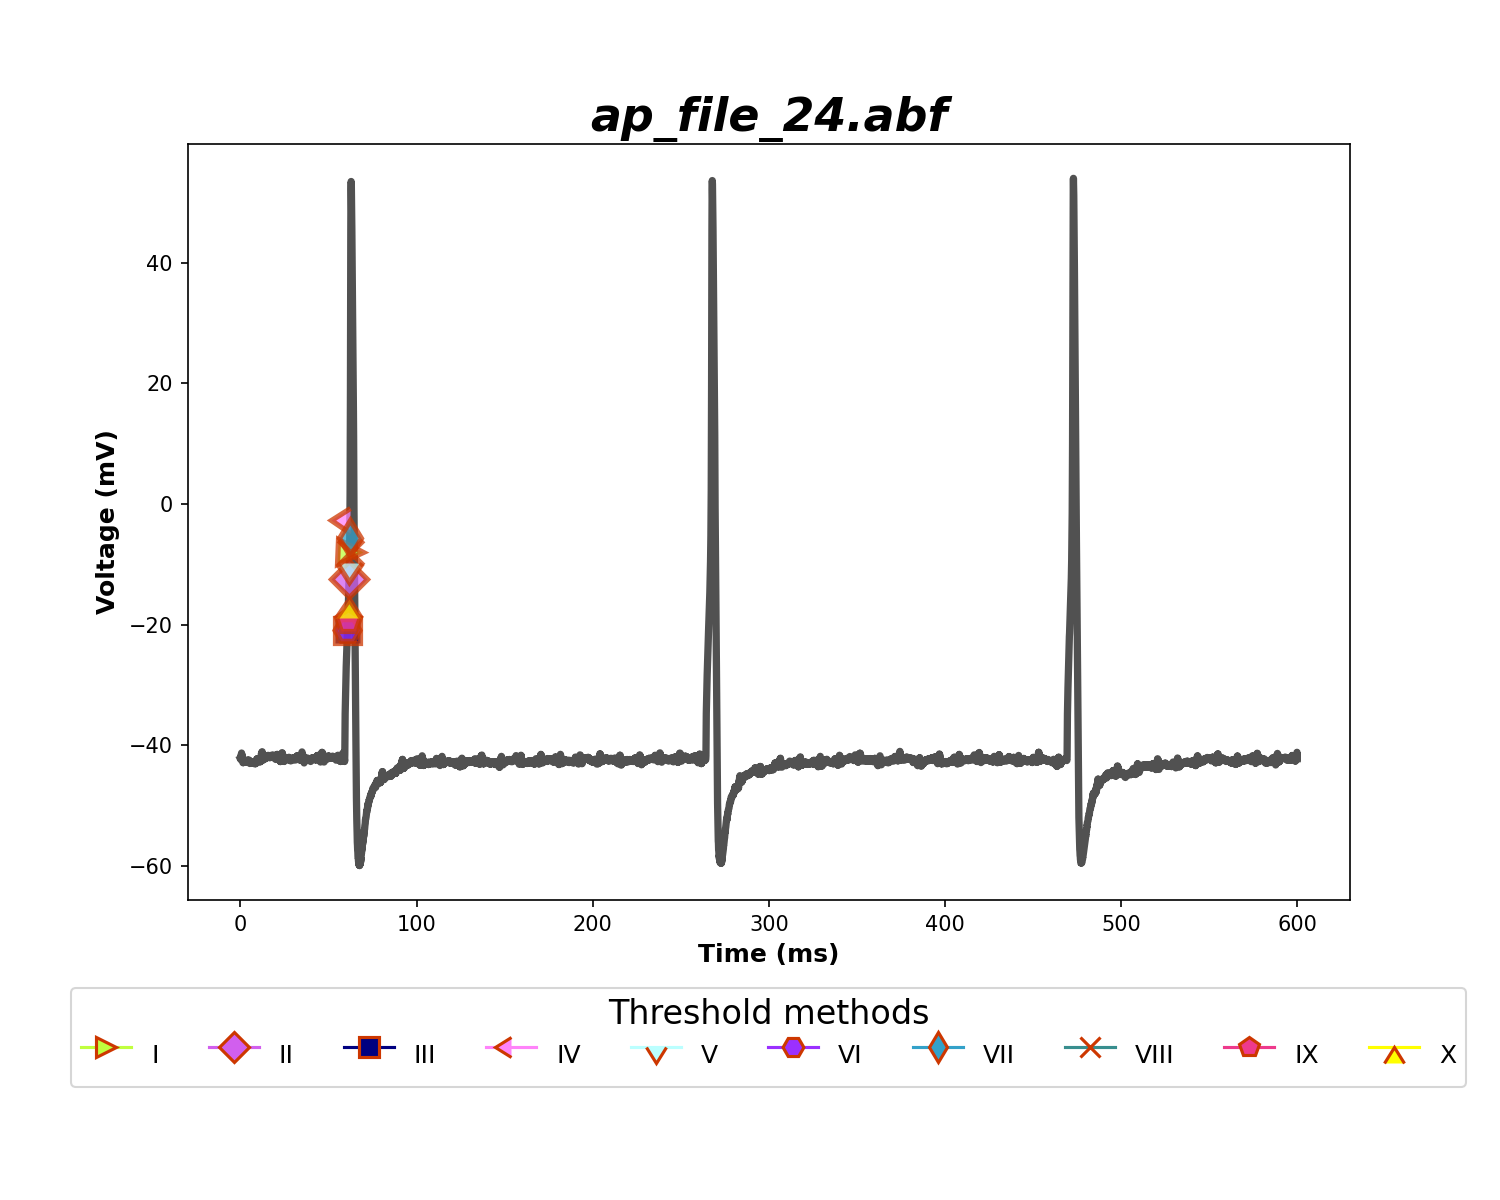 ap_file_24.abf
Voltage (mV)
40
20
0
−20
−40
−60
0 100 200 300 400 500 600
Time (ms)
Threshold methods
I II III IV V VI VII VIII IX X